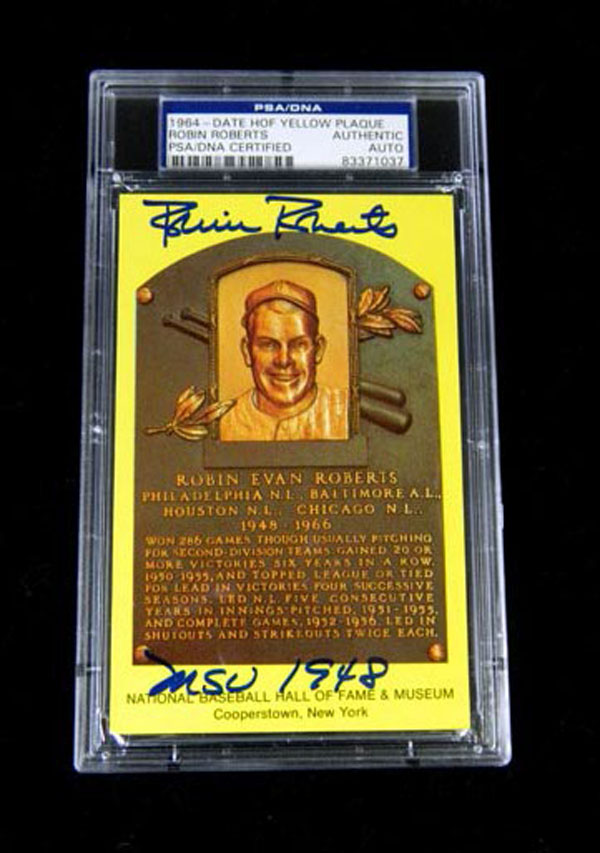 PSA/DNA
1964 - DATE HOF YELLOW PLAQUE
ROBIN ROBERTS AUTHENTIC
PSA/DNA CERTIFIED AUTO
83371037
Robin Roberts
ROBIN EVAN ROBERTS
PHILADELPHIA N.L., BALTIMORE A.L.,
HOUSTON N.L., CHICAGO N.L.,
1948 - 1966
WON 286 GAMES THOUGH USUALLY PITCHING
FOR SECOND-DIVISION TEAMS. GAINED 20 OR
MORE VICTORIES SIX YEARS IN A ROW,
1950-1955, AND TOPPED LEAGUE OR TIED
FOR LEAD IN VICTORIES FOUR SUCCESSIVE
SEASONS. LED N.L. FIVE CONSECUTIVE
YEARS IN INNINGS PITCHED, 1951-1955,
AND COMPLETE GAMES, 1952-1956. LED IN
SHUTOUTS AND STRIKEOUTS TWICE EACH.
MSU 1948
NATIONAL BASEBALL HALL OF FAME & MUSEUM
Cooperstown, New York